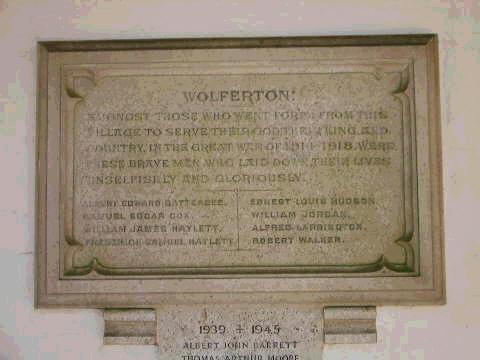 WOLFERTON:
AMONGST THOSE WHO WENT FORTH FROM THIS
VILLAGE TO SERVE THEIR GOD, THEIR KING, AND
COUNTRY, IN THE GREAT WAR OF 1914-1918, WERE
THESE BRAVE MEN, WHO LAID DOWN THEIR LIVES
UNSELFISHLY AND GLORIOUSLY.
ALBERT EDWARD BATTERBEE.
SAMUEL EDGAR COX.
WILLIAM JAMES HAYLETT.
FREDERICK SAMUEL HAYLETT.
ERNEST LOUIS HUDSON.
WILLIAM JORDAN.
ALFRED LARRINGTON.
ROBERT WALKER.
1939 + 1945
ALBERT JOHN BARRETT
THOMAS ARTHUR MOORE